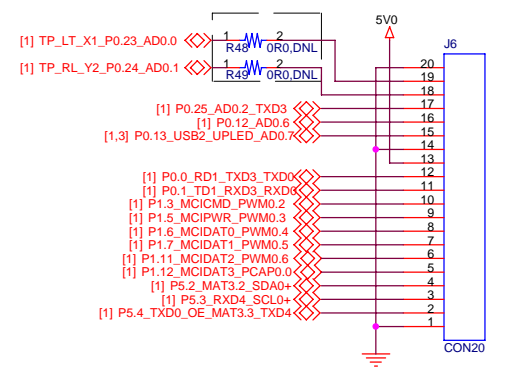 5V0
J6
[1] TP_LT_X1_P0.23_AD0.0
1 2
R48 0R0,DNL
[1] TP_RL_Y2_P0.24_AD0.1
1 2
R49 0R0,DNL
[1] P0.25_AD0.2_TXD3
[1] P0.12_AD0.6
[1,3] P0.13_USB2_UPLED_AD0.7
[1] P0.0_RD1_TXD3_TXD0
[1] P0.1_TD1_RXD3_RXD0
[1] P1.3_MCICMD_PWM0.2
[1] P1.5_MCIPWR_PWM0.3
[1] P1.6_MCIDAT0_PWM0.4
[1] P1.7_MCIDAT1_PWM0.5
[1] P1.11_MCIDAT2_PWM0.6
[1] P1.12_MCIDAT3_PCAP0.0
[1] P5.2_MAT3.2_SDA0+
[1] P5.3_RXD4_SCL0+
[1] P5.4_TXD0_OE_MAT3.3_TXD4
20
19
18
17
16
15
14
13
12
11
10
9
8
7
6
5
4
3
2
1
CON20